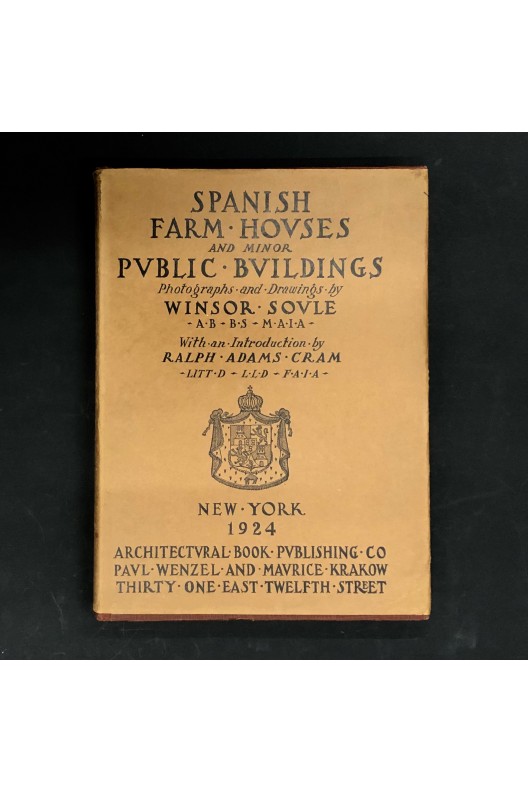 SPANISH
FARM · HOVSES
AND MINOR
PVBLIC · BVILDINGS
Photographs · and · Drawings · by
WINSOR · SOVLE
- A·B - B·S - M·A·I·A -
With · an · Introduction · by
RALPH · ADAMS · CRAM
- LITT·D - L·L·D - F·A·I·A -
NEW · YORK
1924
ARCHITECTVRAL · BOOK · PVBLISHING · CO
PAVL · WENZEL · AND · MAVRICE · KRAKOW
THIRTY · ONE · EAST · TWELFTH · STREET